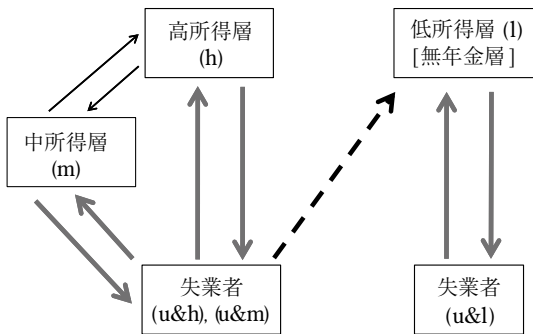 高所得層
(h)
低所得層 (l)
[無年金層]
中所得層
(m)
失業者
(u&h), (u&m)
失業者
(u&l)